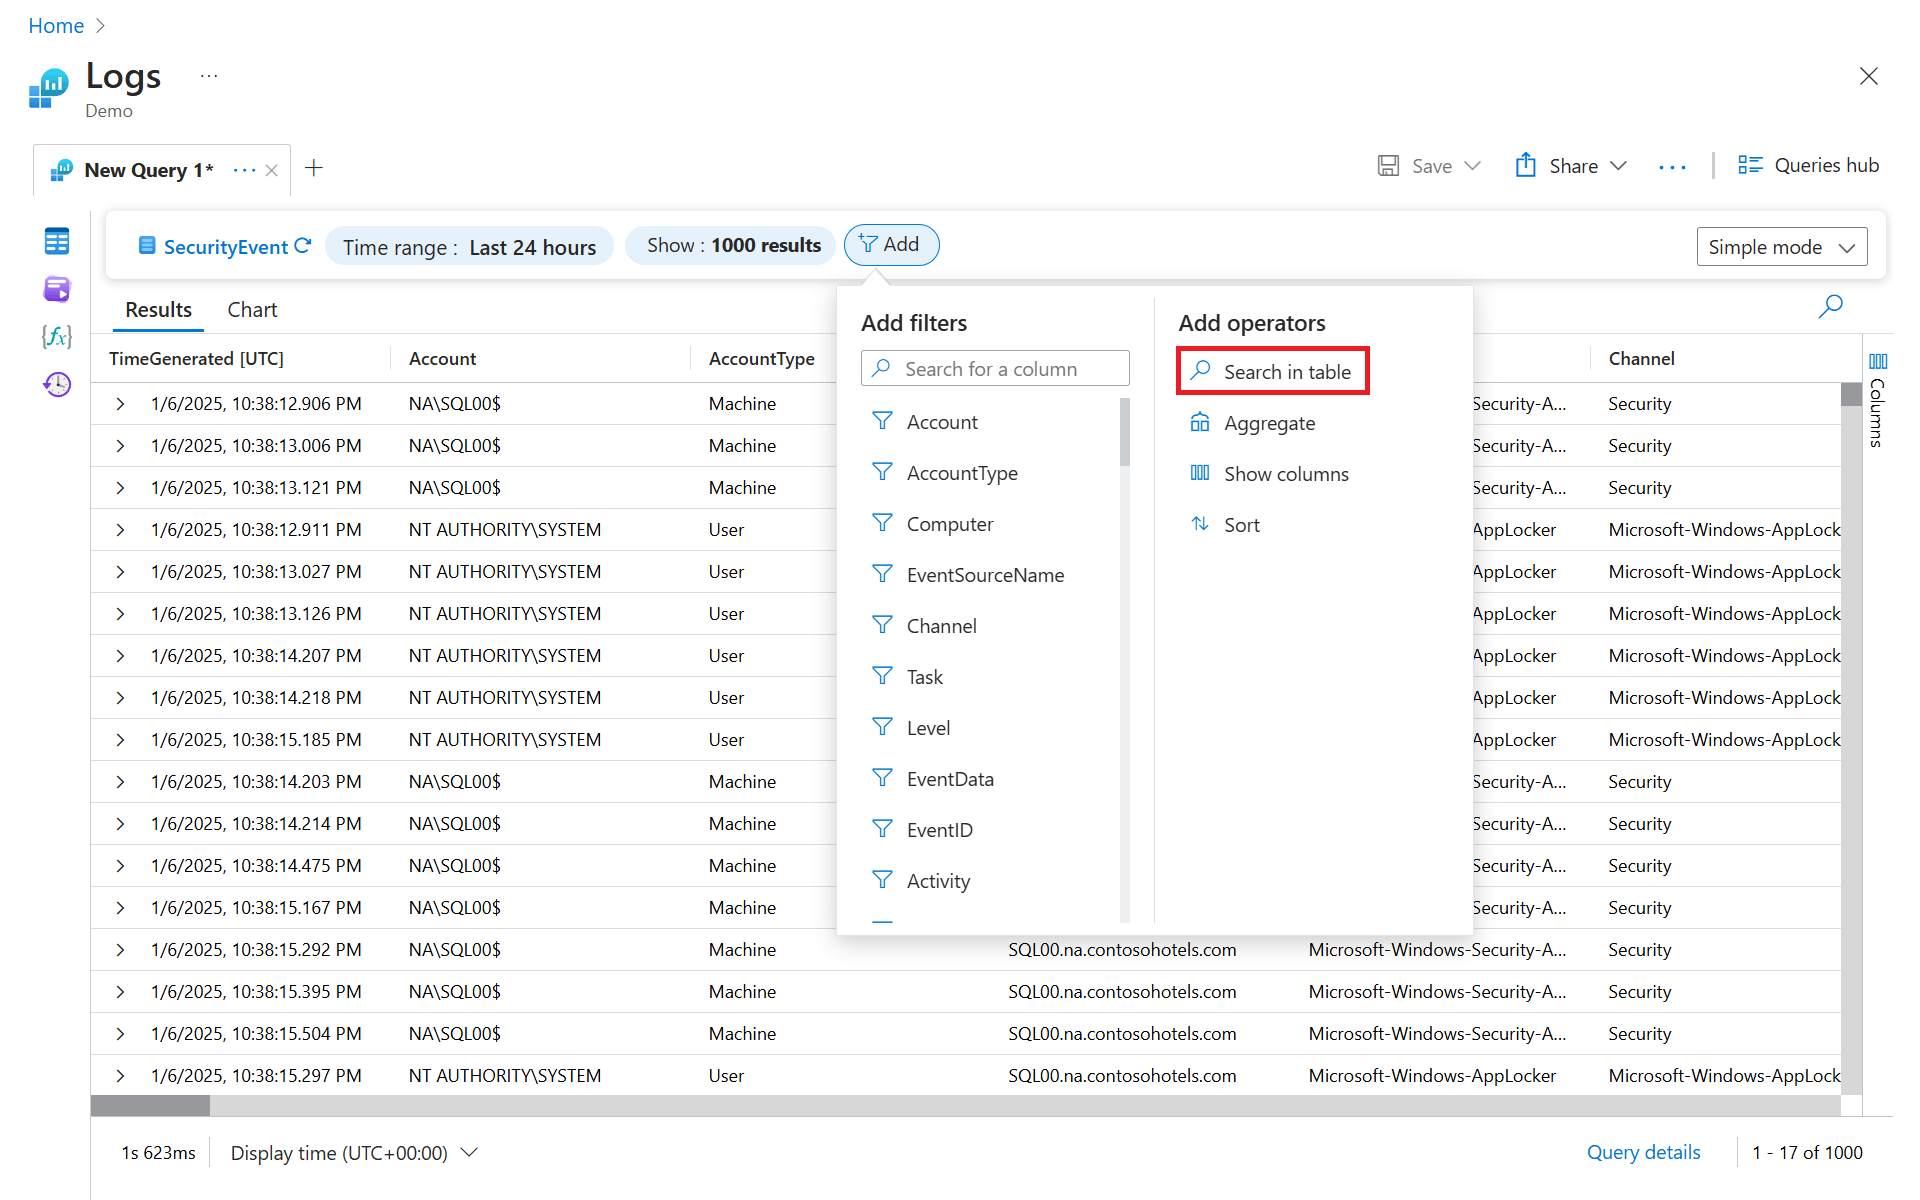 Home
Logs ...
Demo
New Query 1* ...
Save
Share
...
Queries hub
SecurityEvent
Time range : Last 24 hours
Show : 1000 results
Add
Simple mode
Results
Chart
Add filters
Search for a column
Account
AccountType
Computer
EventSourceName
Channel
Task
Level
EventData
EventID
Activity
Add operators
Search in table
Aggregate
Show columns
Sort
TimeGenerated [UTC] Account AccountType Channel
Columns
1/6/2025, 10:38:12.906 PM NA\SQL00$ Machine Security-A... Security
1/6/2025, 10:38:13.006 PM NA\SQL00$ Machine Security-A... Security
1/6/2025, 10:38:13.121 PM NA\SQL00$ Machine Security-A... Security
1/6/2025, 10:38:12.911 PM NT AUTHORITY\SYSTEM User AppLocker Microsoft-Windows-AppLock
1/6/2025, 10:38:13.027 PM NT AUTHORITY\SYSTEM User AppLocker Microsoft-Windows-AppLock
1/6/2025, 10:38:13.126 PM NT AUTHORITY\SYSTEM User AppLocker Microsoft-Windows-AppLock
1/6/2025, 10:38:14.207 PM NT AUTHORITY\SYSTEM User AppLocker Microsoft-Windows-AppLock
1/6/2025, 10:38:14.218 PM NT AUTHORITY\SYSTEM User AppLocker Microsoft-Windows-AppLock
1/6/2025, 10:38:15.185 PM NT AUTHORITY\SYSTEM User AppLocker Microsoft-Windows-AppLock
1/6/2025, 10:38:14.203 PM NA\SQL00$ Machine Security-A... Security
1/6/2025, 10:38:14.214 PM NA\SQL00$ Machine Security-A... Security
1/6/2025, 10:38:14.475 PM NA\SQL00$ Machine Security-A... Security
1/6/2025, 10:38:15.167 PM NA\SQL00$ Machine Security-A... Security
1/6/2025, 10:38:15.292 PM NA\SQL00$ Machine SQL00.na.contosohotels.com Microsoft-Windows-Security-A... Security
1/6/2025, 10:38:15.395 PM NA\SQL00$ Machine SQL00.na.contosohotels.com Microsoft-Windows-Security-A... Security
1/6/2025, 10:38:15.504 PM NA\SQL00$ Machine SQL00.na.contosohotels.com Microsoft-Windows-Security-A... Security
1/6/2025, 10:38:15.297 PM NT AUTHORITY\SYSTEM User SQL00.na.contosohotels.com Microsoft-Windows-AppLocker Microsoft-Windows-AppLock
1s 623ms
Display time (UTC+00:00)
Query details
1 - 17 of 1000